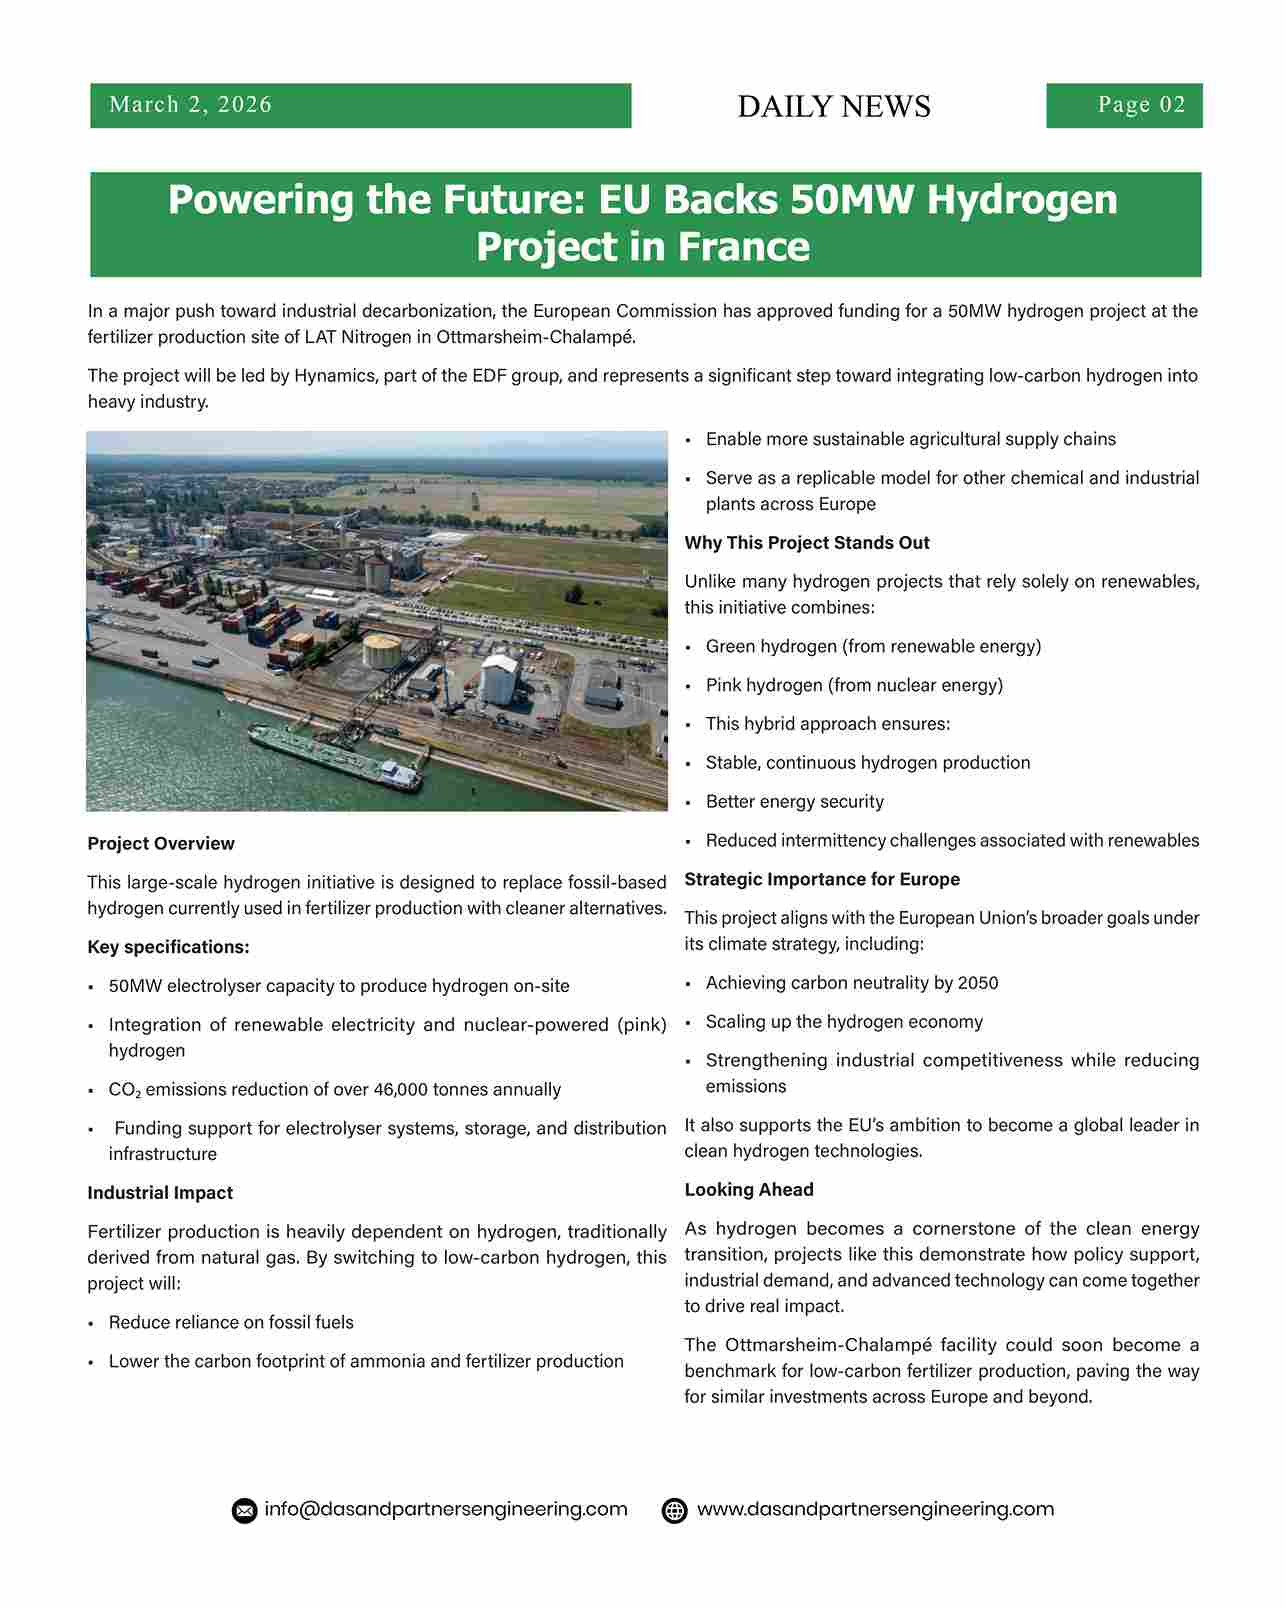 March 2, 2026
DAILY NEWS
Page 02
Powering the Future: EU Backs 50MW Hydrogen
Project in France
In a major push toward industrial decarbonization, the European Commission has approved funding for a 50MW hydrogen project at the
fertilizer production site of LAT Nitrogen in Ottmarsheim-Chalampé.
The project will be led by Hynamics, part of the EDF group, and represents a significant step toward integrating low-carbon hydrogen into
heavy industry.
Project Overview
This large-scale hydrogen initiative is designed to replace fossil-based
hydrogen currently used in fertilizer production with cleaner alternatives.
Key specifications:
• 50MW electrolyser capacity to produce hydrogen on-site
• Integration of renewable electricity and nuclear-powered (pink)
hydrogen
• CO₂ emissions reduction of over 46,000 tonnes annually
• Funding support for electrolyser systems, storage, and distribution
infrastructure
Industrial Impact
Fertilizer production is heavily dependent on hydrogen, traditionally
derived from natural gas. By switching to low-carbon hydrogen, this
project will:
• Reduce reliance on fossil fuels
• Lower the carbon footprint of ammonia and fertilizer production
• Enable more sustainable agricultural supply chains
• Serve as a replicable model for other chemical and industrial
plants across Europe
Why This Project Stands Out
Unlike many hydrogen projects that rely solely on renewables,
this initiative combines:
• Green hydrogen (from renewable energy)
• Pink hydrogen (from nuclear energy)
• This hybrid approach ensures:
• Stable, continuous hydrogen production
• Better energy security
• Reduced intermittency challenges associated with renewables
Strategic Importance for Europe
This project aligns with the European Union's broader goals under
its climate strategy, including:
• Achieving carbon neutrality by 2050
• Scaling up the hydrogen economy
• Strengthening industrial competitiveness while reducing
emissions
It also supports the EU's ambition to become a global leader in
clean hydrogen technologies.
Looking Ahead
As hydrogen becomes a cornerstone of the clean energy
transition, projects like this demonstrate how policy support,
industrial demand, and advanced technology can come together
to drive real impact.
The Ottmarsheim-Chalampé facility could soon become a
benchmark for low-carbon fertilizer production, paving the way
for similar investments across Europe and beyond.
info@dasandpartnersengineering.com
www.dasandpartnersengineering.com